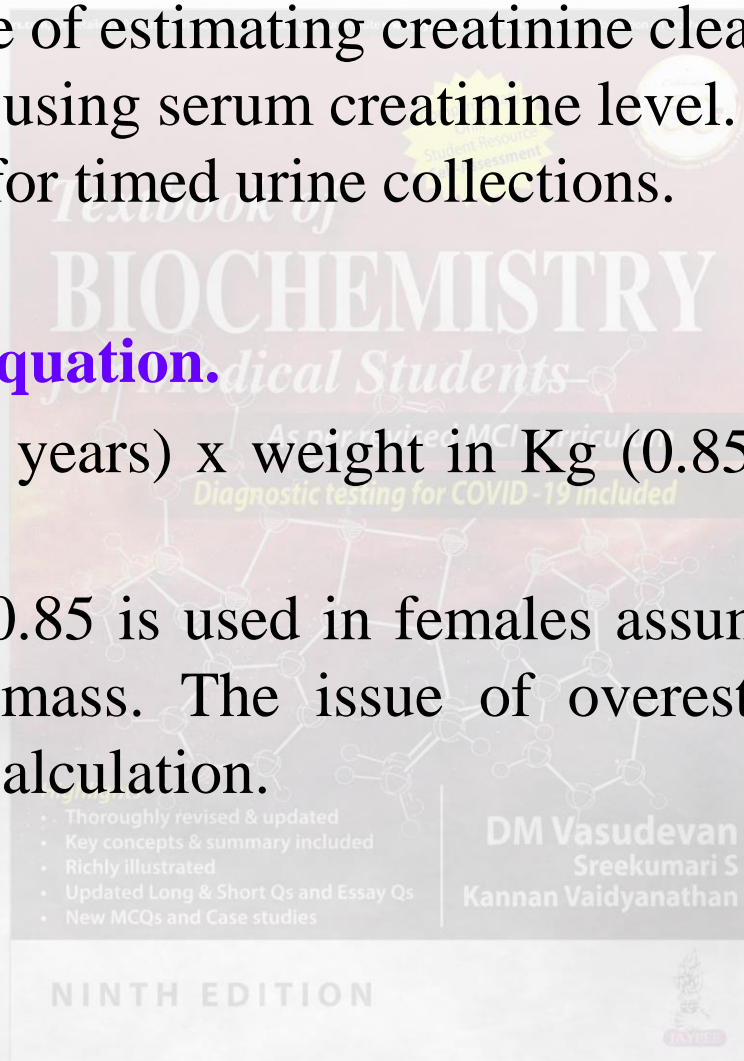 e of estimating creatinine clea
using serum creatinine level.
for timed urine collections.
Student Resource
Textbook of
BIOCHEMISTRY
quation.
for Medical Students
As per revised MCI curriculum
years) x weight in Kg (0.85
Diagnostic testing for COVID -19 included
0.85 is used in females assum
mass. The issue of overest
alculation.
• Thoroughly revised & updated
• Key concepts & summary included
• Richly illustrated
• Updated Long & Short Qs and Essay Qs
• New MCQs and Case studies
DM Vasudevan
Sreekumari S
Kannan Vaidyanathan
NINTH EDITION
JAYPEE